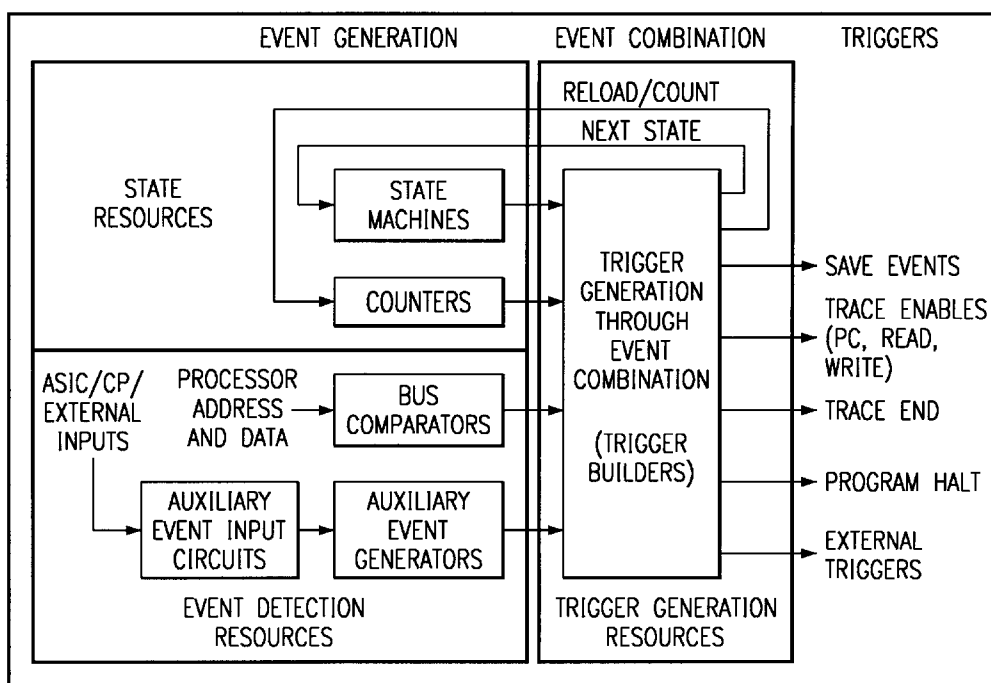 EVENT GENERATION
EVENT COMBINATION
TRIGGERS
RELOAD/COUNT
NEXT STATE
STATE
RESOURCES
STATE
MACHINES
COUNTERS
TRIGGER
GENERATION
THROUGH
EVENT
COMBINATION
(TRIGGER
BUILDERS)
SAVE EVENTS
TRACE ENABLES
(PC, READ,
WRITE)
TRACE END
PROGRAM HALT
EXTERNAL
TRIGGERS
ASIC/CP/
EXTERNAL
INPUTS
PROCESSOR
ADDRESS
AND DATA
BUS
COMPARATORS
AUXILIARY
EVENT INPUT
CIRCUITS
AUXILIARY
EVENT
GENERATORS
EVENT DETECTION
RESOURCES
TRIGGER GENERATION
RESOURCES